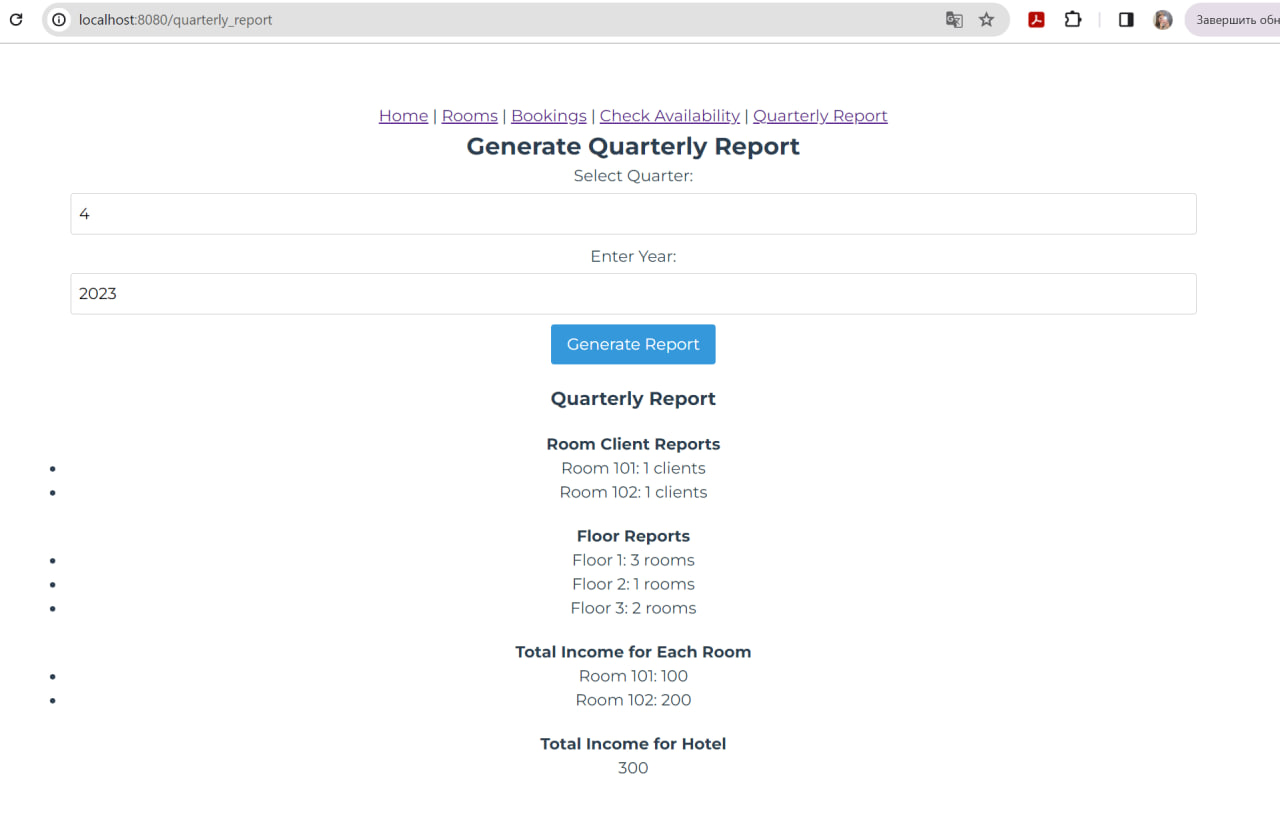 localhost:8080/quarterly_report
Завершить обн
Home | Rooms | Bookings | Check Availability | Quarterly Report
Generate Quarterly Report
Select Quarter:
4
Enter Year:
2023
Generate Report
Quarterly Report
Room Client Reports
Room 101: 1 clients
Room 102: 1 clients
Floor Reports
Floor 1: 3 rooms
Floor 2: 1 rooms
Floor 3: 2 rooms
Total Income for Each Room
Room 101: 100
Room 102: 200
Total Income for Hotel
300